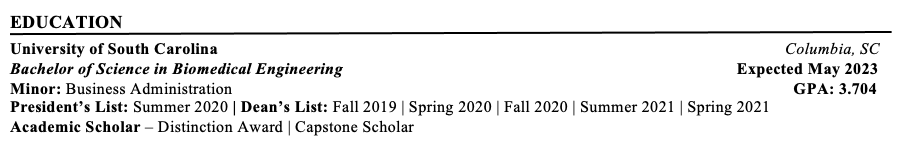 EDUCATION
University of South Carolina Columbia, SC
Bachelor of Science in Biomedical Engineering Expected May 2023
Minor: Business Administration GPA: 3.704
President's List: Summer 2020 | Dean's List: Fall 2019 | Spring 2020 | Fall 2020 | Summer 2021 | Spring 2021
Academic Scholar – Distinction Award | Capstone Scholar